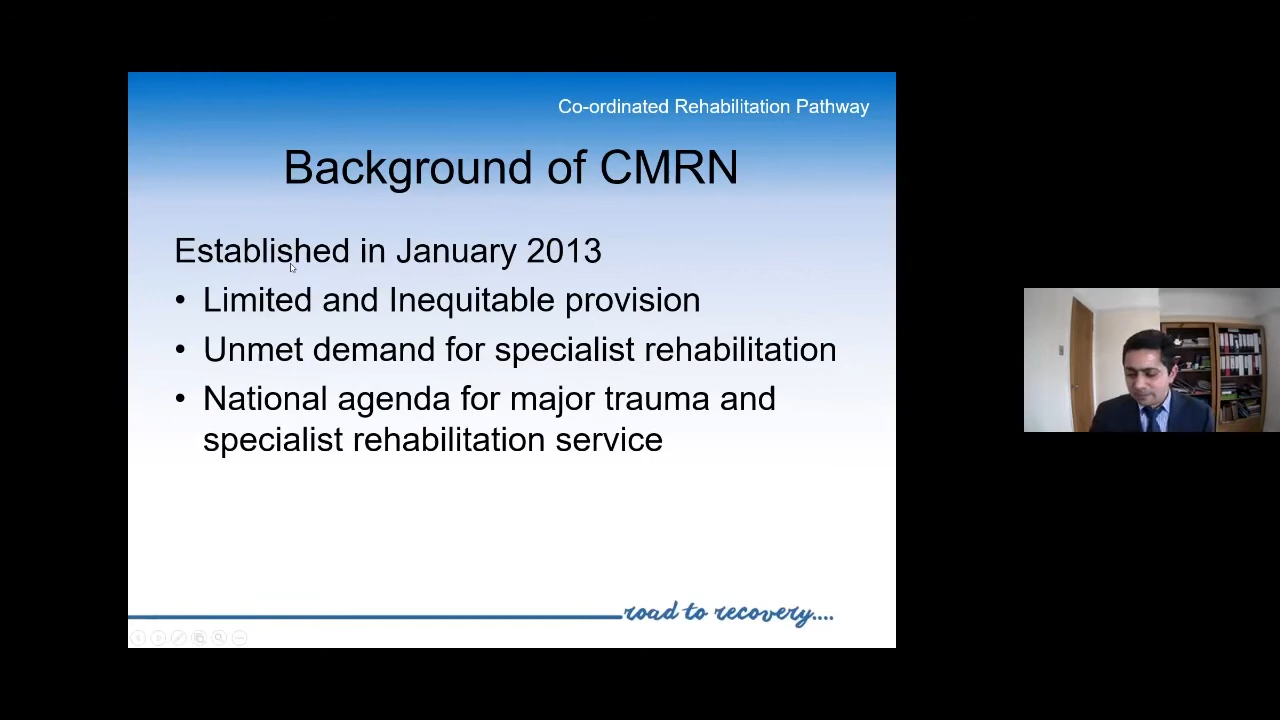 Co-ordinated Rehabilitation Pathway
Background of CMRN
Established in January 2013
• Limited and Inequitable provision
• Unmet demand for specialist rehabilitation
• National agenda for major trauma and
specialist rehabilitation service
road to recovery....